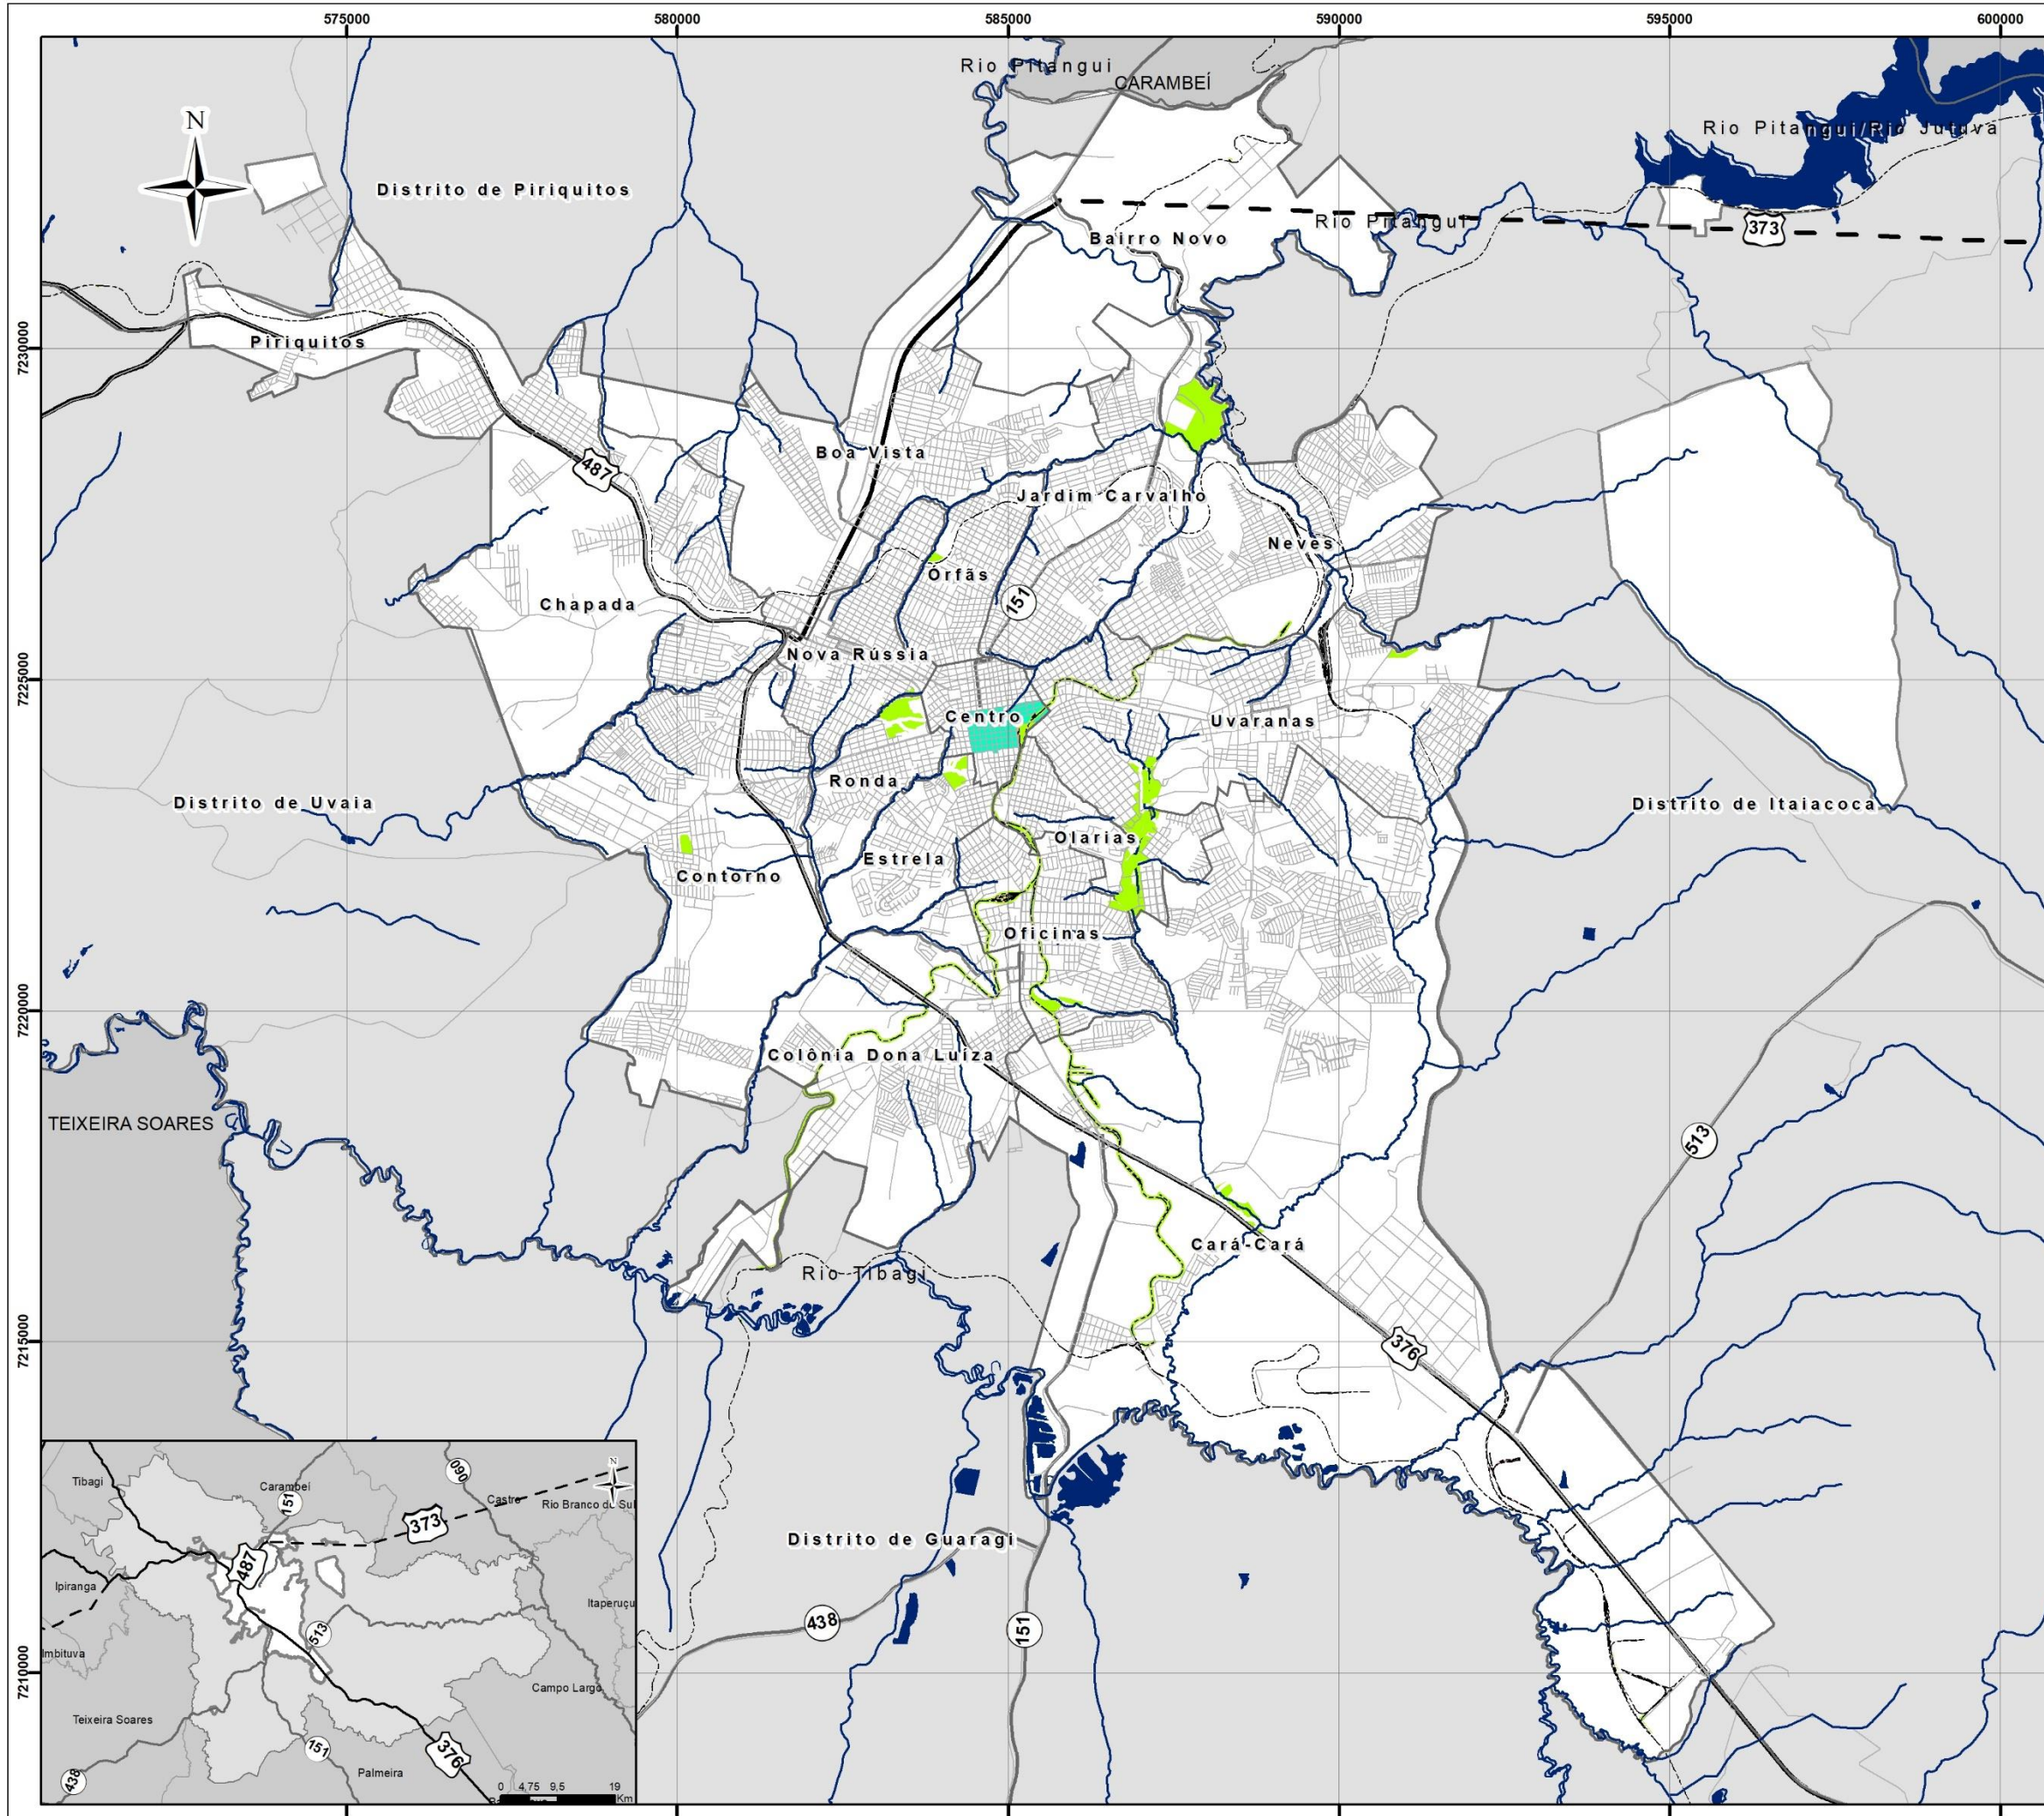 575000 580000 585000 590000 595000 600000
Rio Pitangui
CARAMBEÍ
N
Rio Pitangui/Rio Jutuva
Distrito de Piriquitos
Rio Pitangui
373
Bairro Novo
7230000
Piriquitos
Boa Vista
487
Jardim Carvalho
Neves
Órfãs
151
Chapada
Nova Rússia
7225000
Centro
Uvaranas
Ronda
Distrito de Uvaia
Distrito de Itaiacoca
Olarias
Estrela
Contorno
Oficinas
7220000
Colônia Dona Luíza
TEIXEIRA SOARES
513
Cará-Cará
Rio Tibagi
7215000
376
Distrito de Guaragi
438
151
7210000
Tibagi
Carambeí
151
090
Castro
Rio Branco do Sul
N
373
487
Ipiranga
Itaperuçu
513
Imbituva
Campo Largo
Teixeira Soares
151
376
438
Palmeira
0 4,75 9,5 19
Km